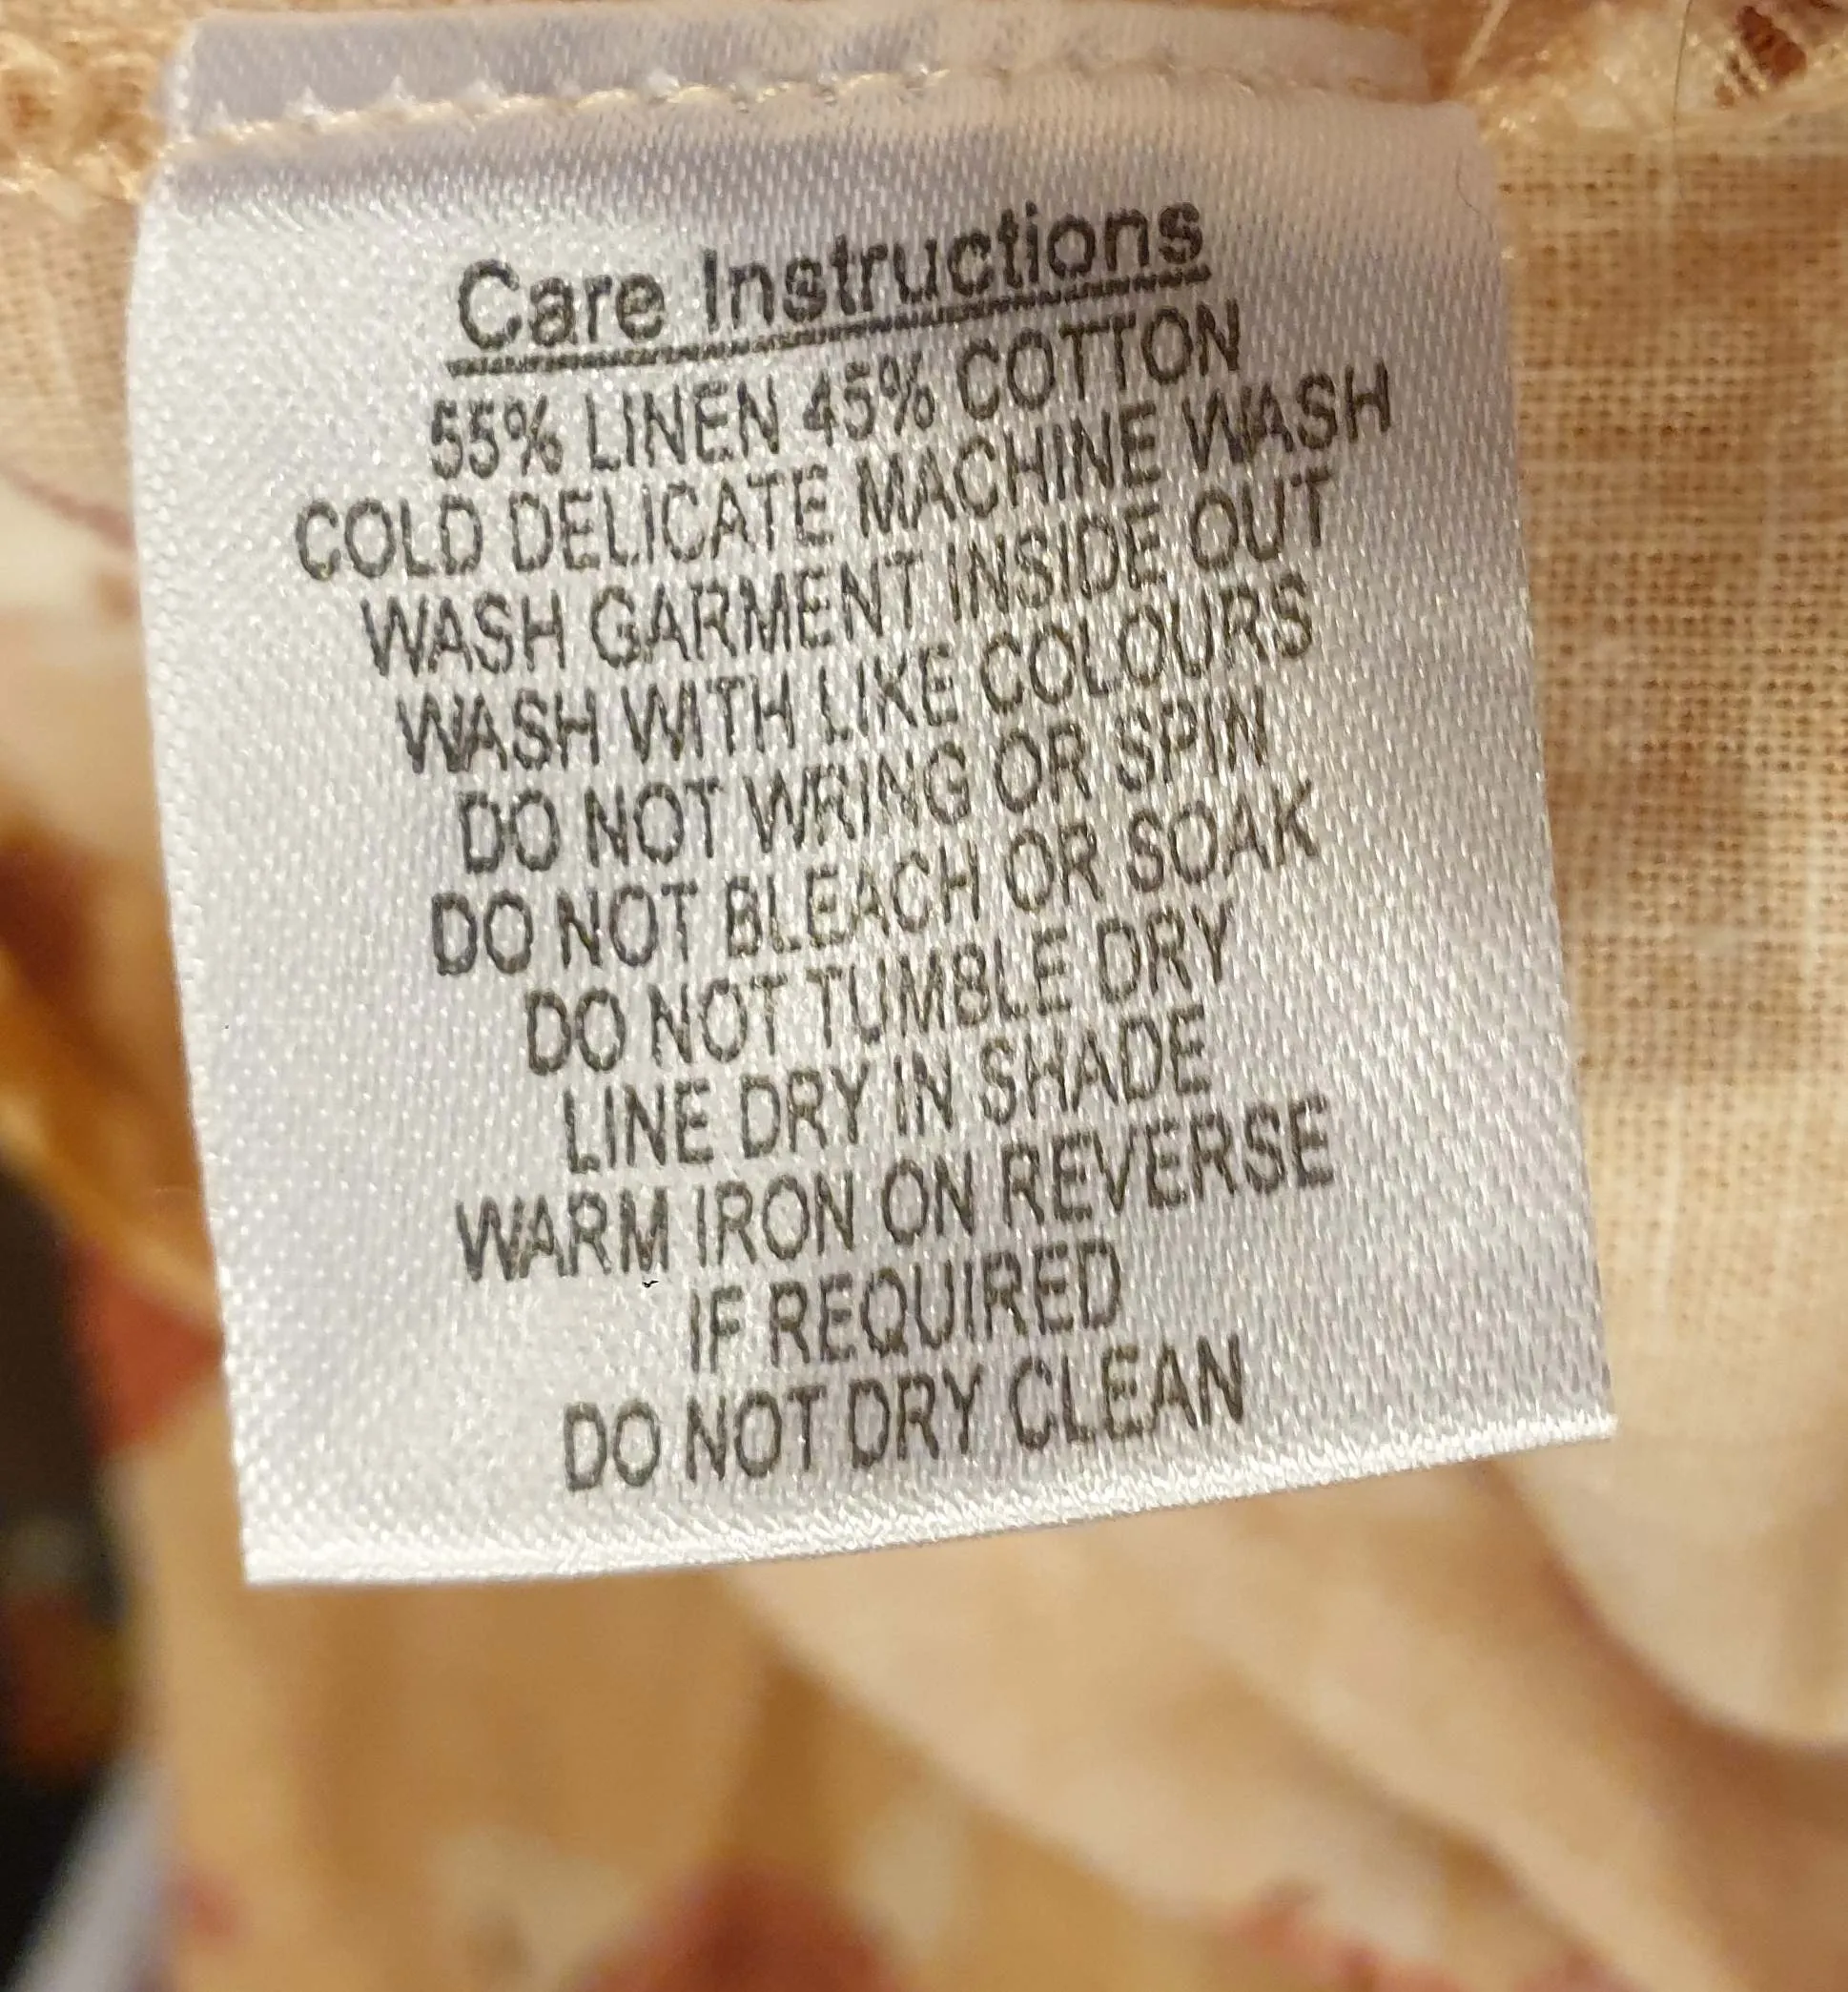 Care Instructions
55% LINEN 45% COTTON
COLD DELICATE MACHINE WASH
WASH GARMENT INSIDE OUT
WASH WITH LIKE COLOURS
DO NOT WRING OR SPIN
DO NOT BLEACH OR SOAK
DO NOT TUMBLE DRY
LINE DRY IN SHADE
WARM IRON ON REVERSE
IF REQUIRED
DO NOT DRY CLEAN